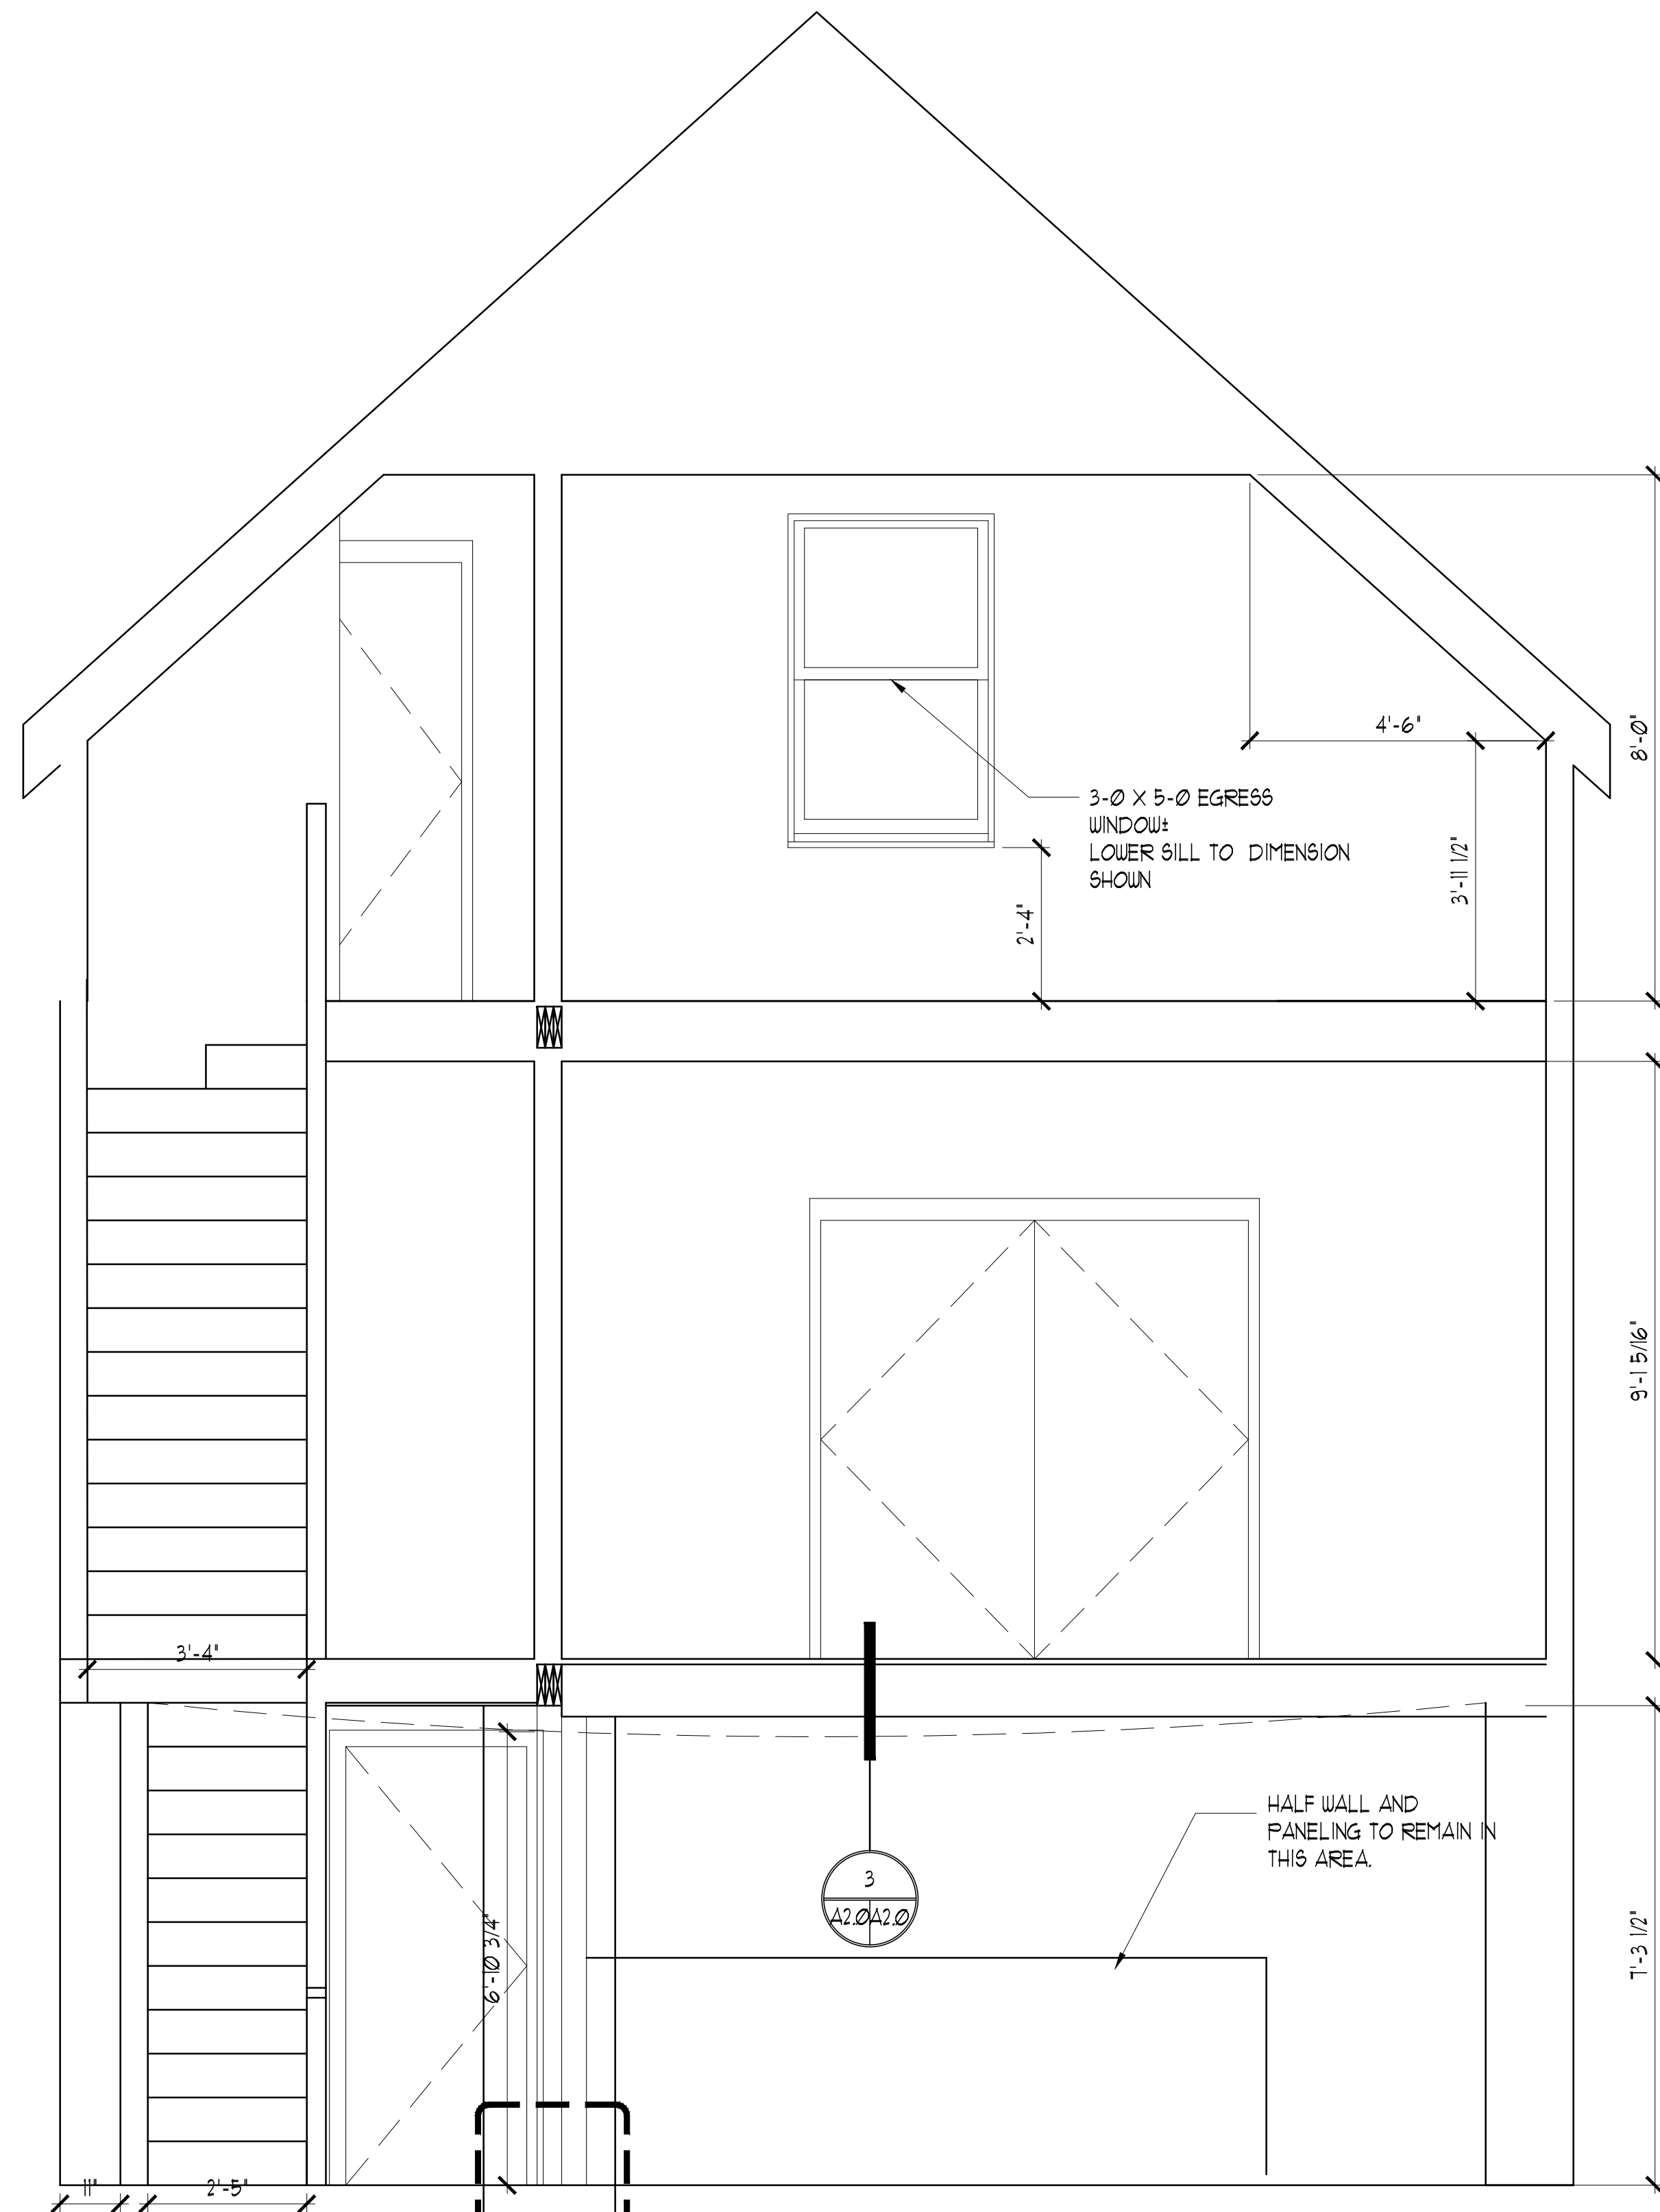 8'-0"
4'-6"
3-0 X 5-0 EGRESS
WINDOW±
LOWER SILL TO DIMENSION
SHOWN
3'-11 1/2"
2'-4"
9'-1 5/16"
3'-4"
HALF WALL AND
PANELING TO REMAIN IN
THIS AREA.
3
A2.0 A2.0
6'-10 3/4"
7'-3 1/2"
11"
2'-5"